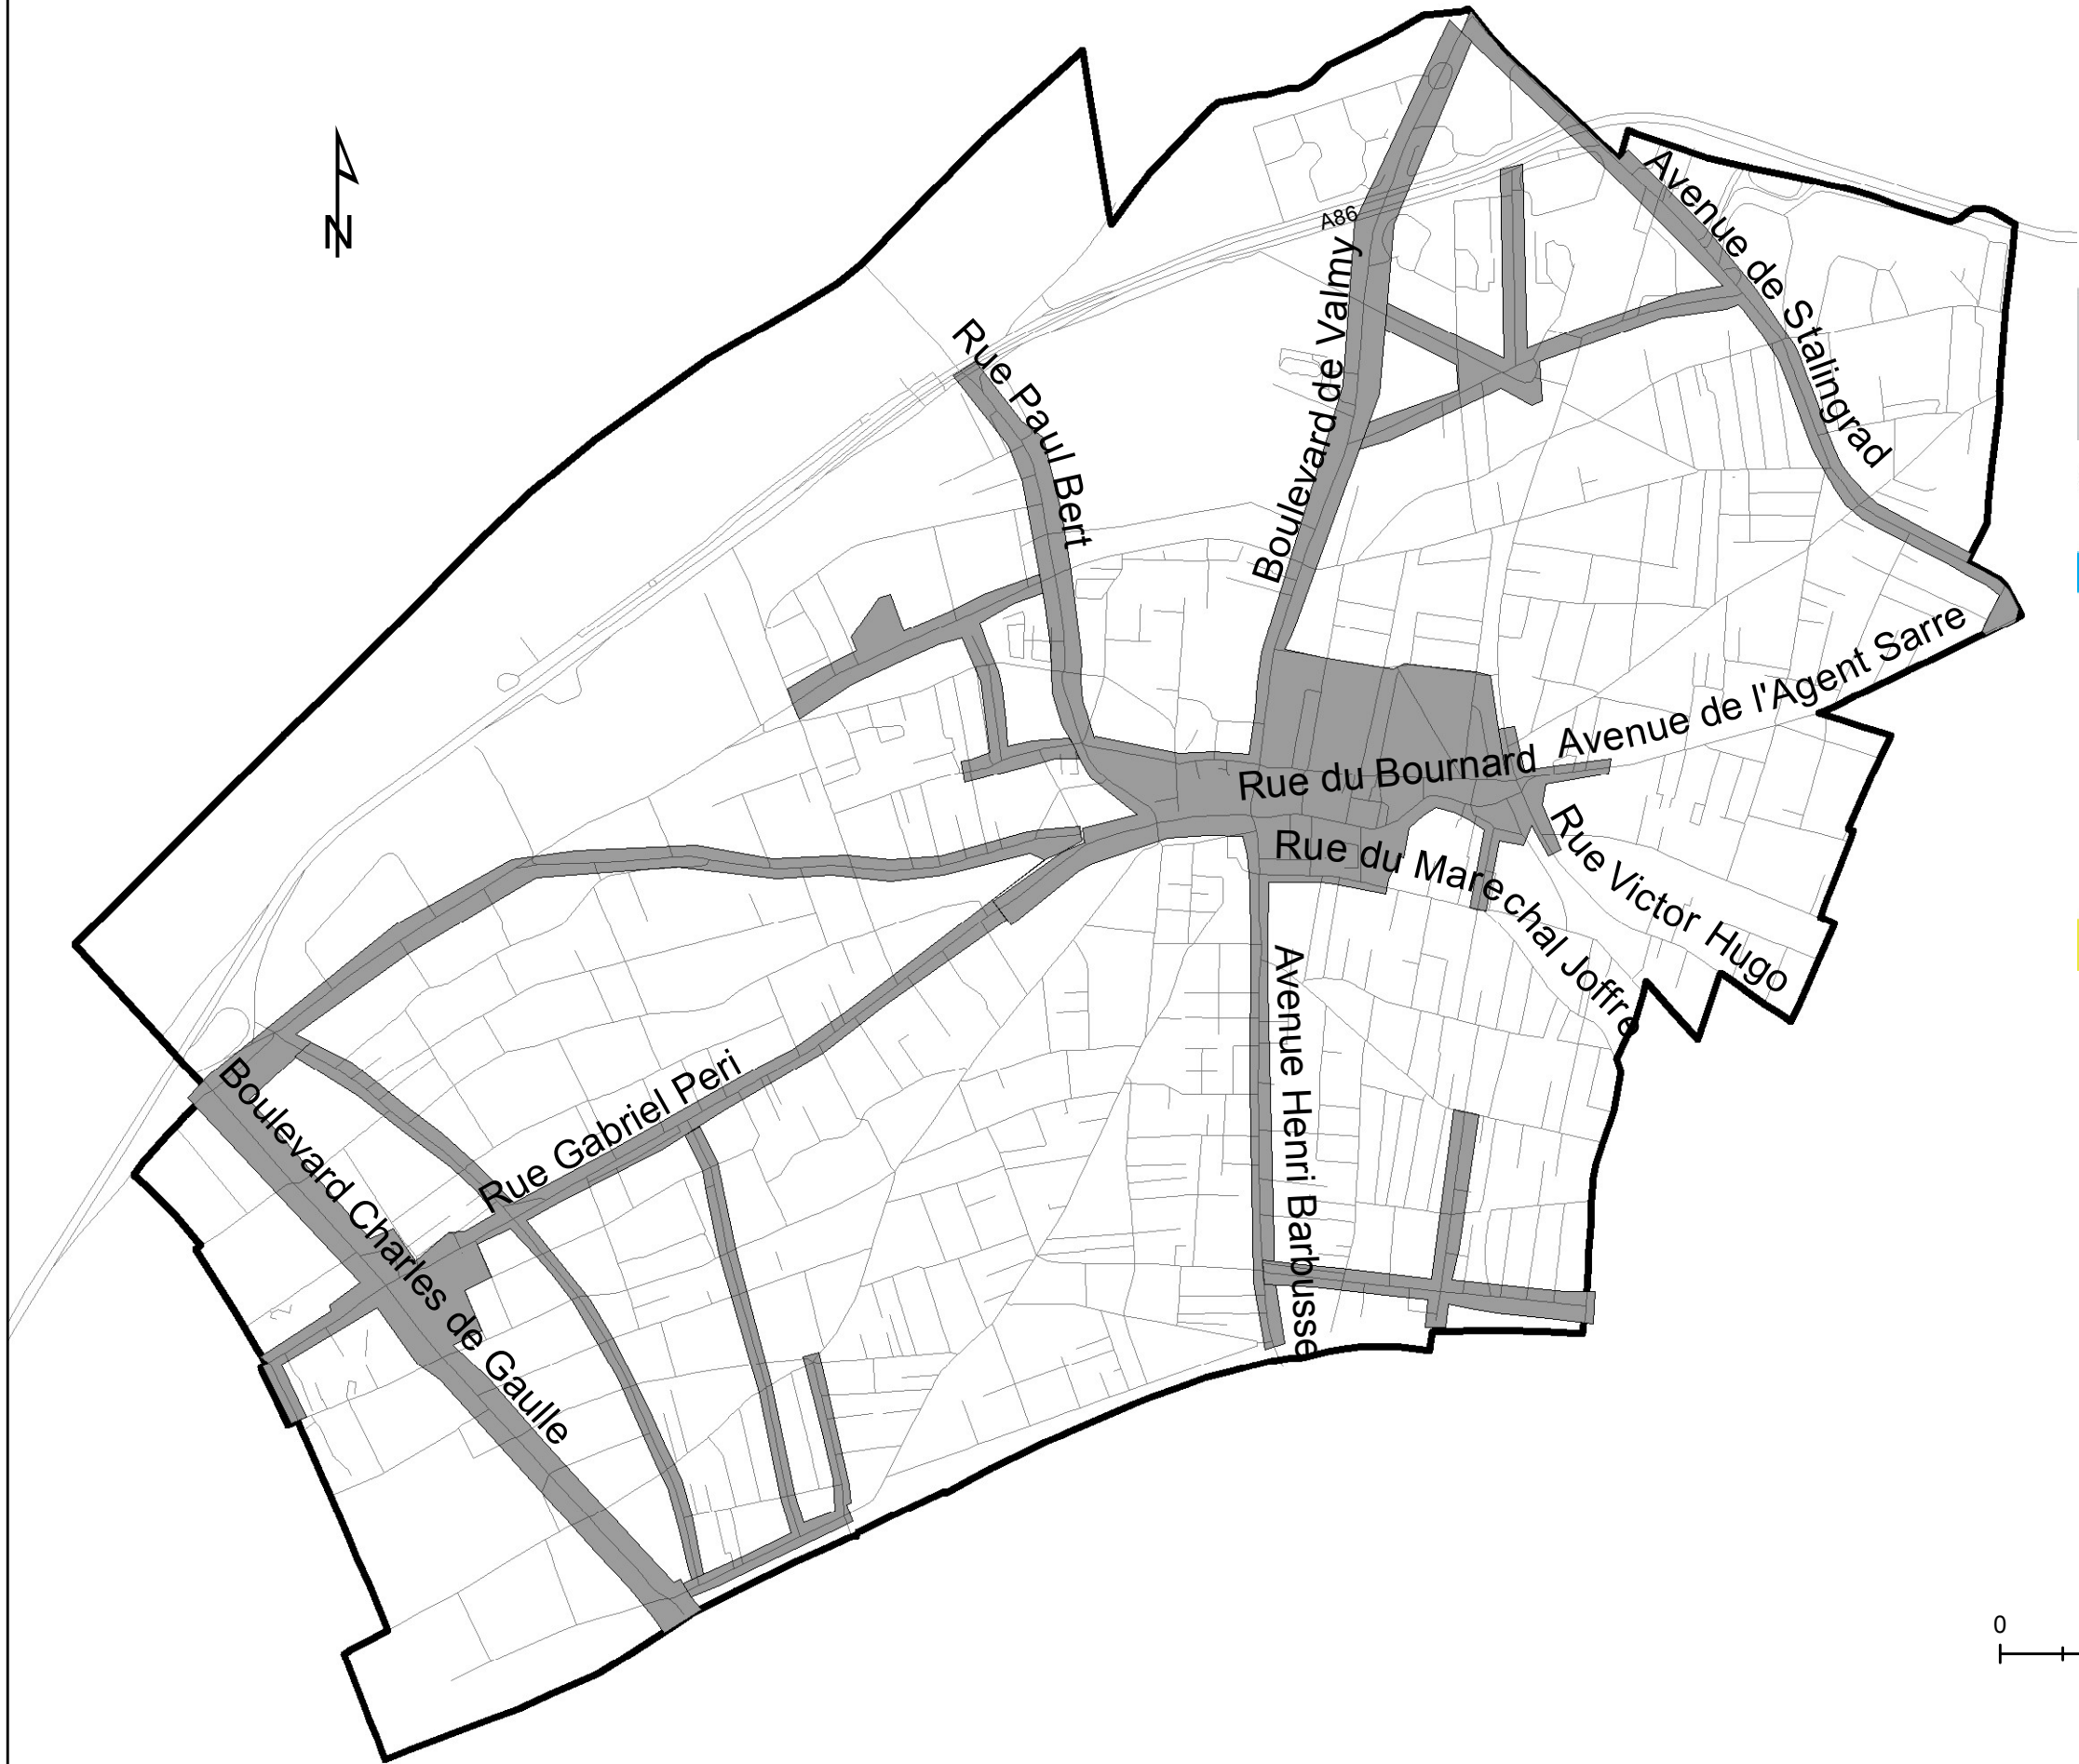 N
A86
Avenue de Stalingrad
Boulevard de Valmy
Rue Paul Bert
Avenue de l'Agent Sarre
Rue du Bournard
Rue du Marechal Joffre
Rue Victor Hugo
Avenue Henri Barbusse
Rue Gabriel Peri
Boulevard Charles de Gaulle
0